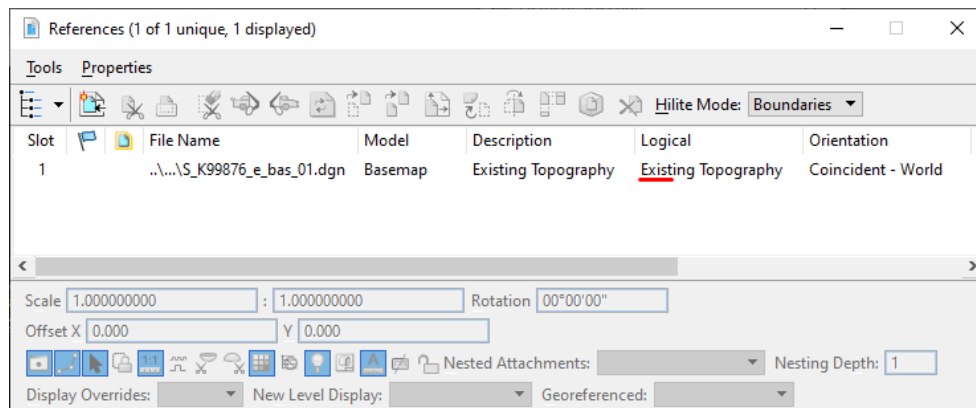 References (1 of 1 unique, 1 displayed)
Tools Properties
Hilite Mode: Boundaries
Slot File Name Model Description Logical Orientation
1 ..\...\S_K99876_e_bas_01.dgn Basemap Existing Topography Existing Topography Coincident - World
Scale 1.000000000 : 1.000000000 Rotation 00°00'00"
Offset X 0.000 Y 0.000
1:1 A Nested Attachments: Nesting Depth: 1
Display Overrides: New Level Display: Georeferenced: